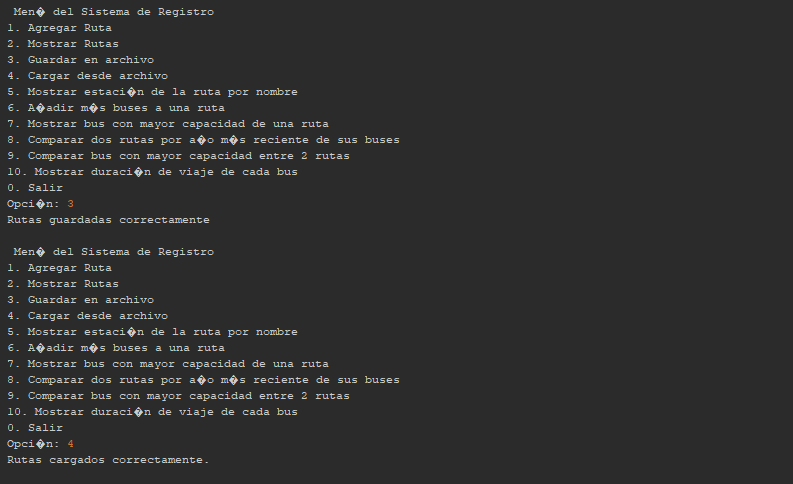 Men� del Sistema de Registro
1. Agregar Ruta
2. Mostrar Rutas
3. Guardar en archivo
4. Cargar desde archivo
5. Mostrar estaci�n de la ruta por nombre
6. A�adir m�s buses a una ruta
7. Mostrar bus con mayor capacidad de una ruta
8. Comparar dos rutas por a�o m�s reciente de sus buses
9. Comparar bus con mayor capacidad entre 2 rutas
10. Mostrar duraci�n de viaje de cada bus
0. Salir
Opci�n: 3
Rutas guardadas correctamente
Men� del Sistema de Registro
1. Agregar Ruta
2. Mostrar Rutas
3. Guardar en archivo
4. Cargar desde archivo
5. Mostrar estaci�n de la ruta por nombre
6. A�adir m�s buses a una ruta
7. Mostrar bus con mayor capacidad de una ruta
8. Comparar dos rutas por a�o m�s reciente de sus buses
9. Comparar bus con mayor capacidad entre 2 rutas
10. Mostrar duraci�n de viaje de cada bus
0. Salir
Opci�n: 4
Rutas cargados correctamente.